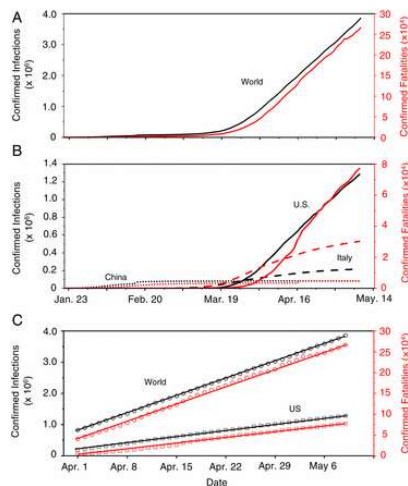 A
Confirmed Infections
(x 10⁶)
4.0
3.0
2.0
1.0
0
World
30
25
20
15
10
5
0
Confirmed Fatalities (×10⁴)
B
Confirmed Infections
(x 10⁶)
1.4
1.2
1.0
0.8
0.6
0.4
0.2
0.0
U.S.
Italy
China
8
6
4
2
0
Confirmed Fatalities (×10⁴)
Jan. 23
Feb. 20
Mar. 19
Apr. 16
May. 14
C
Confirmed Infections
(x 10⁶)
4.0
3.0
2.0
1.0
0
World
US
30
25
20
15
10
5
0
Confirmed Fatalities (×10⁴)
Apr. 1
Apr. 8
Apr. 15
Apr. 22
Apr. 29
May 6
Date